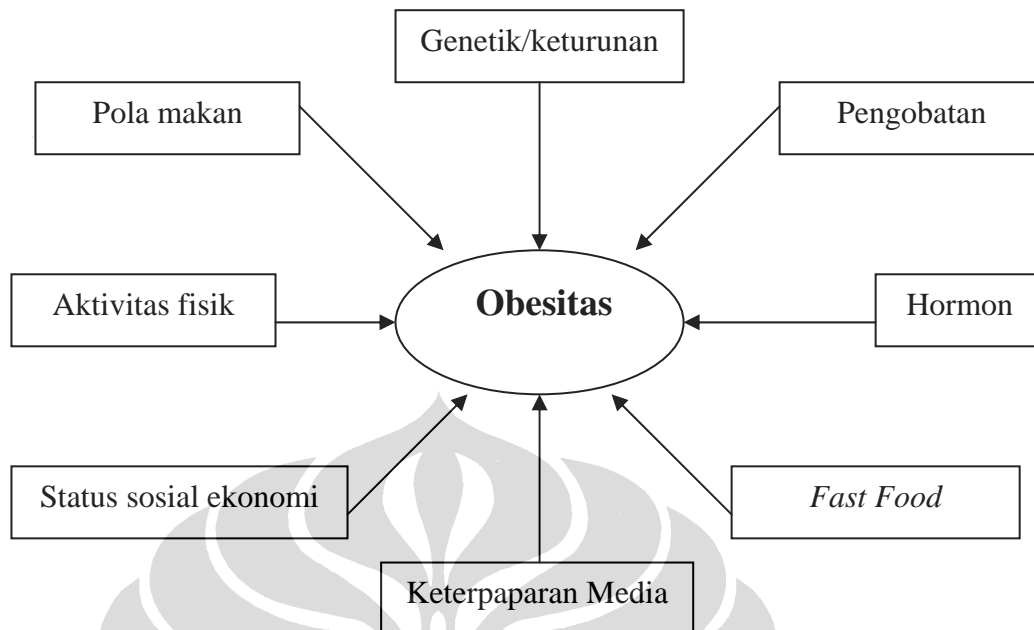 Genetik/keturunan
Pola makan
Pengobatan
Aktivitas fisik
Obesitas
Hormon
Status sosial ekonomi
Fast Food
Keterpaparan Media